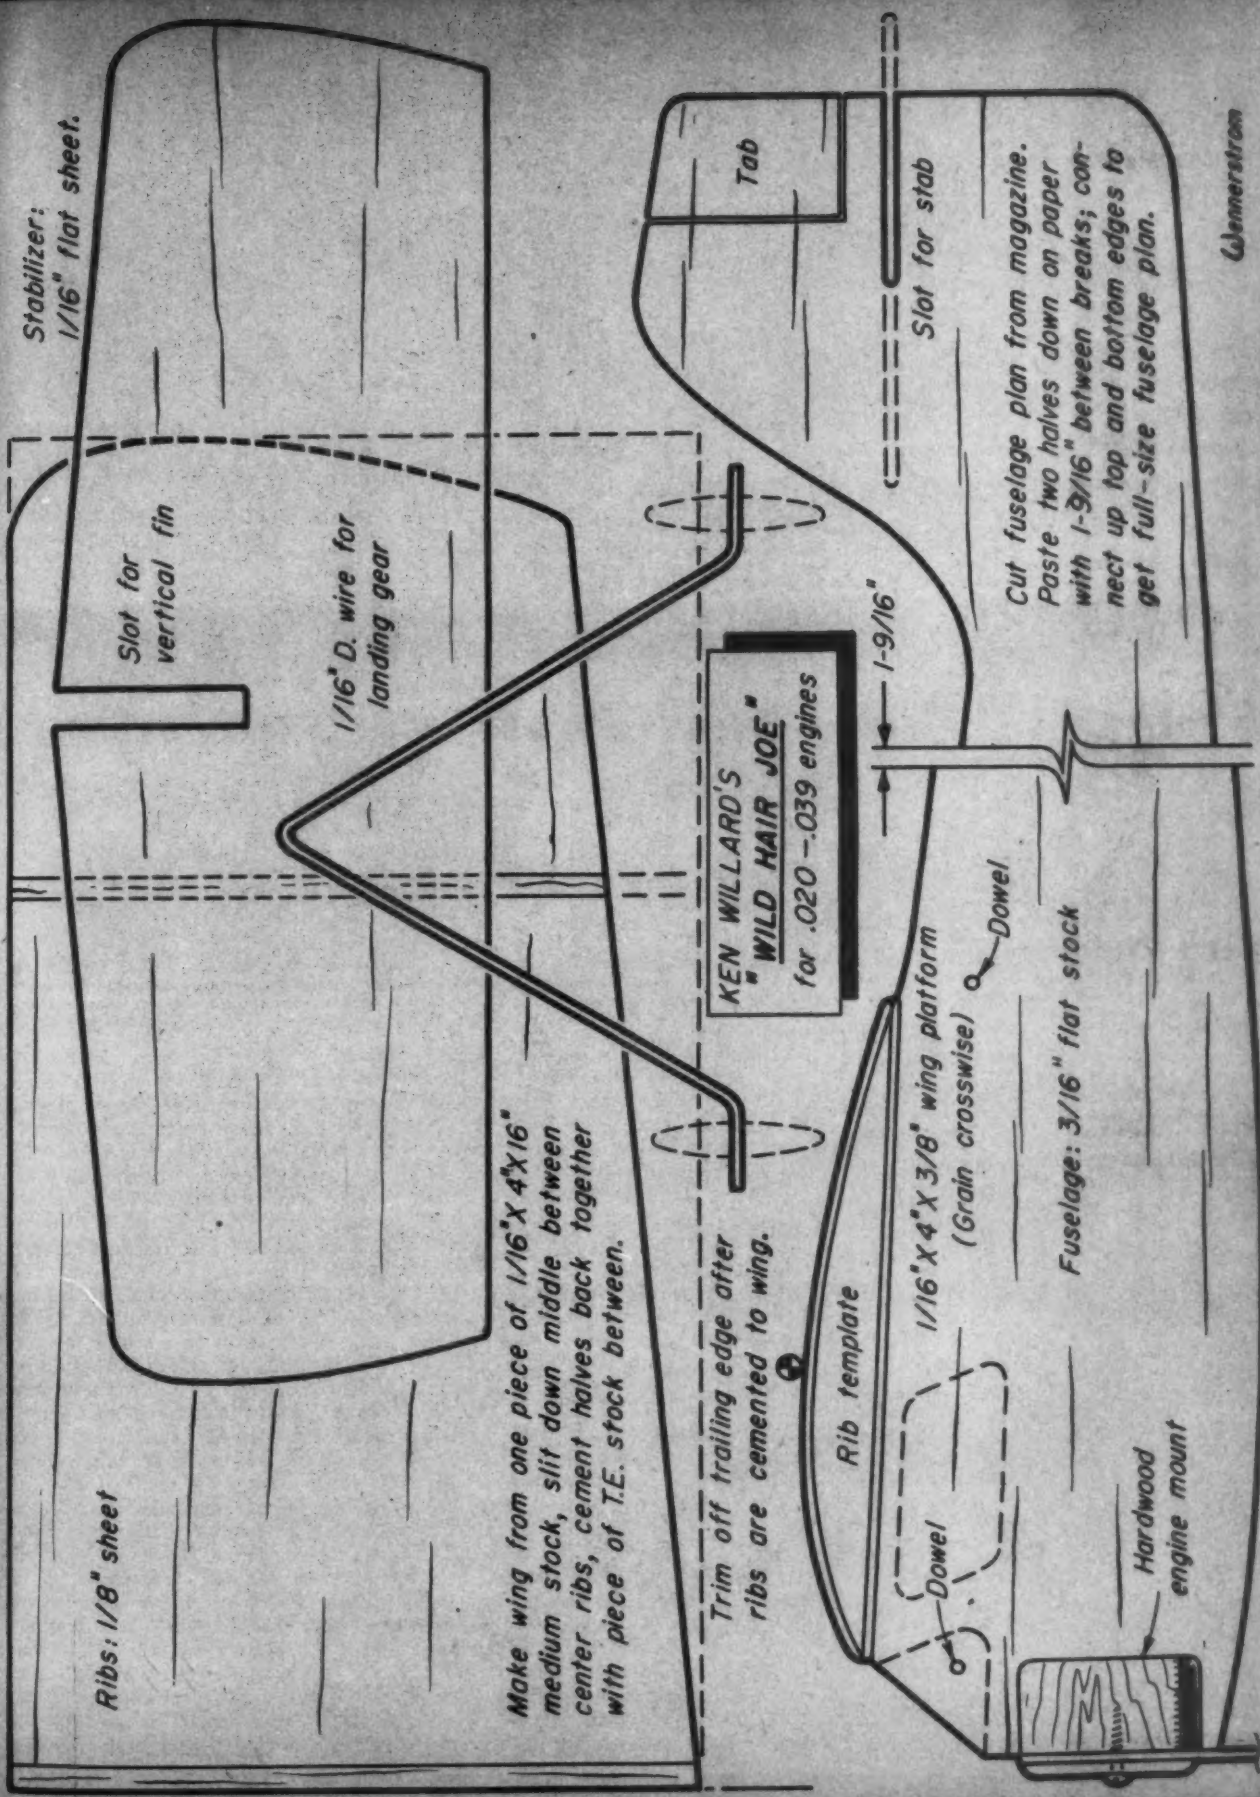 Stabilizer:
1/16" flat sheet.
Slot for
vertical fin
1/16" D. wire for
landing gear
Ribs: 1/8" sheet
Make wing from one piece of 1/16" X 4" X 16"
medium stock, slit down middle between
center ribs, cement halves back together
with piece of T.E. stock between.
Trim off trailing edge after
ribs are cemented to wing.
KEN WILLARD'S
"WILD HAIR JOE"
for .020 – .039 engines
Tab
Slot for stab
1-9/16"
Cut fuselage plan from magazine.
Paste two halves down on paper
with 1-9/16" between breaks; con-
nect up top and bottom edges to
get full-size fuselage plan.
Rib template
1/16" X 4" X 3/8" wing platform
(Grain crosswise)
Dowel
Dowel
Fuselage: 3/16" flat stock
Hardwood
engine mount
Wennerstrom